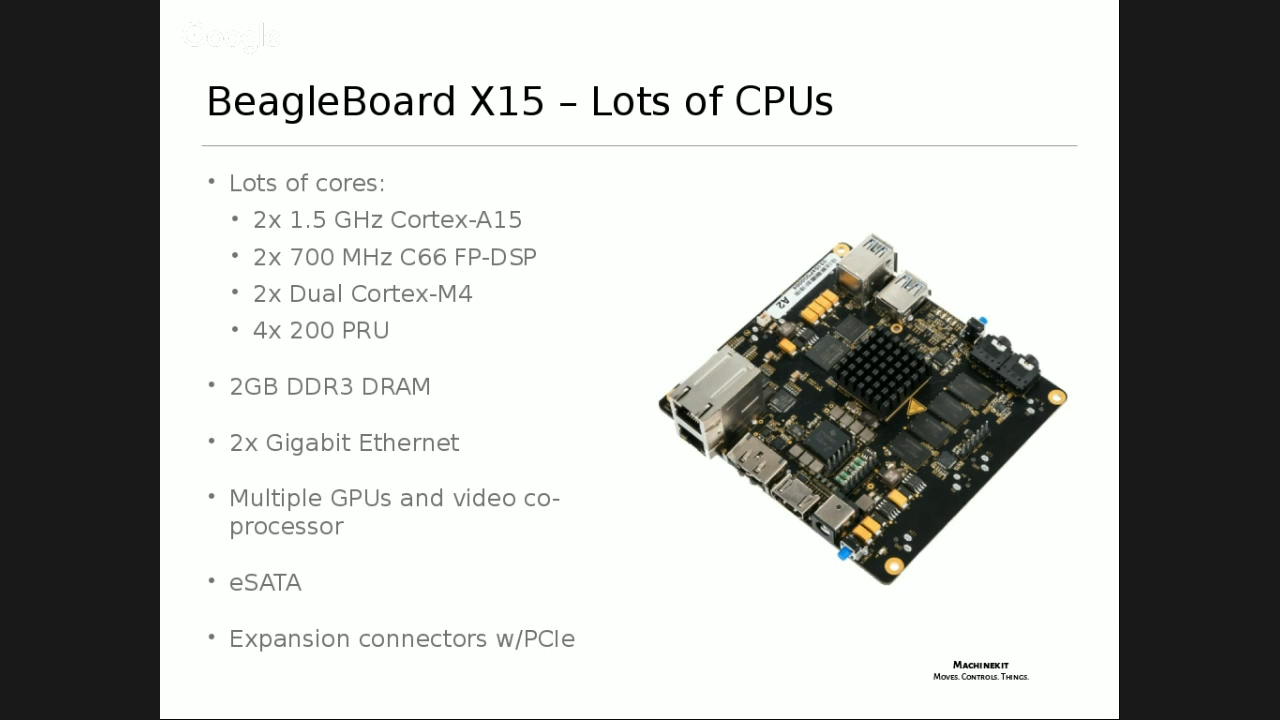 Google
BeagleBoard X15 – Lots of CPUs
• Lots of cores:
• 2x 1.5 GHz Cortex-A15
• 2x 700 MHz C66 FP-DSP
• 2x Dual Cortex-M4
• 4x 200 PRU
• 2GB DDR3 DRAM
• 2x Gigabit Ethernet
• Multiple GPUs and video co-
processor
• eSATA
• Expansion connectors w/PCIe
A2
MACHINEKIT
MOVES. CONTROLS. THINGS.